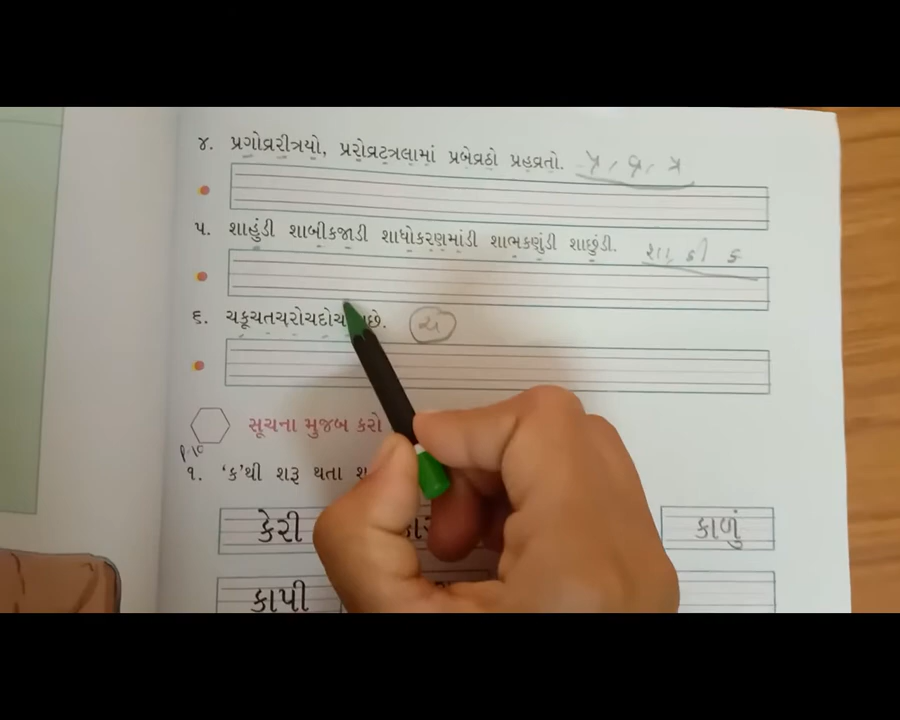 ૪. પ્રગોવ્રરીત્રયો, પ્રરોવ્રટત્રલામાં પ્રબેવ્રઠો પ્રહવ્રતો. પ્ર, વ્ર, ત્ર
૫. શાહુંડી શાબીકજાડી શાધોકરણમાંડી શાભકણુંડી શાછુંડી. શા, ડી ક
૬. ચકૂચતચરોચદોચ છે. ચ
સૂચના મુજબ કરો
૧. ‘ક’થી શરૂ થતા
કેરી કાળું
કાપી